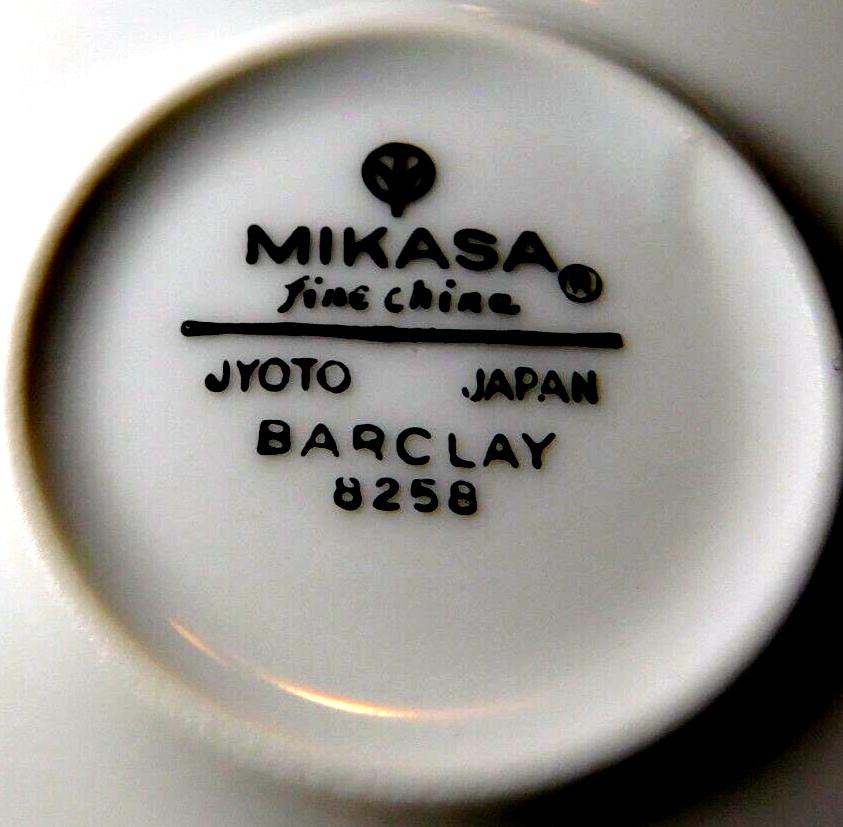 MIKASA ®
Fine China
JYOTO JAPAN
BARCLAY
8258